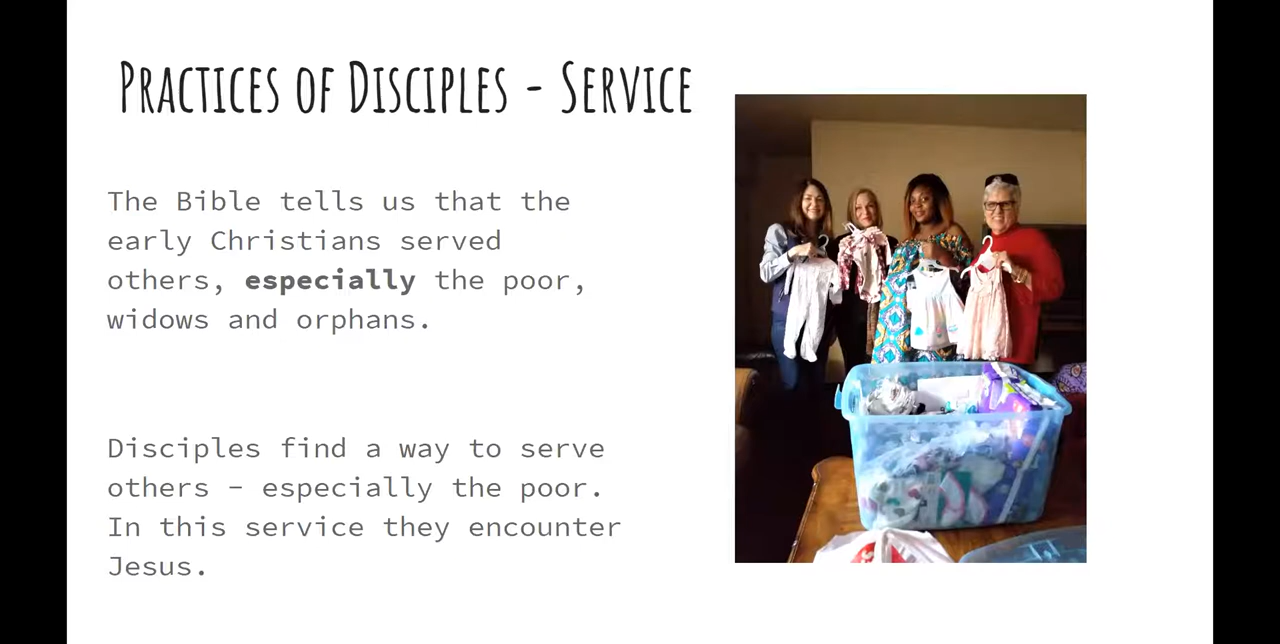 Practices of Disciples - Service
The Bible tells us that the
early Christians served
others, especially the poor,
widows and orphans.
Disciples find a way to serve
others - especially the poor.
In this service they encounter
Jesus.